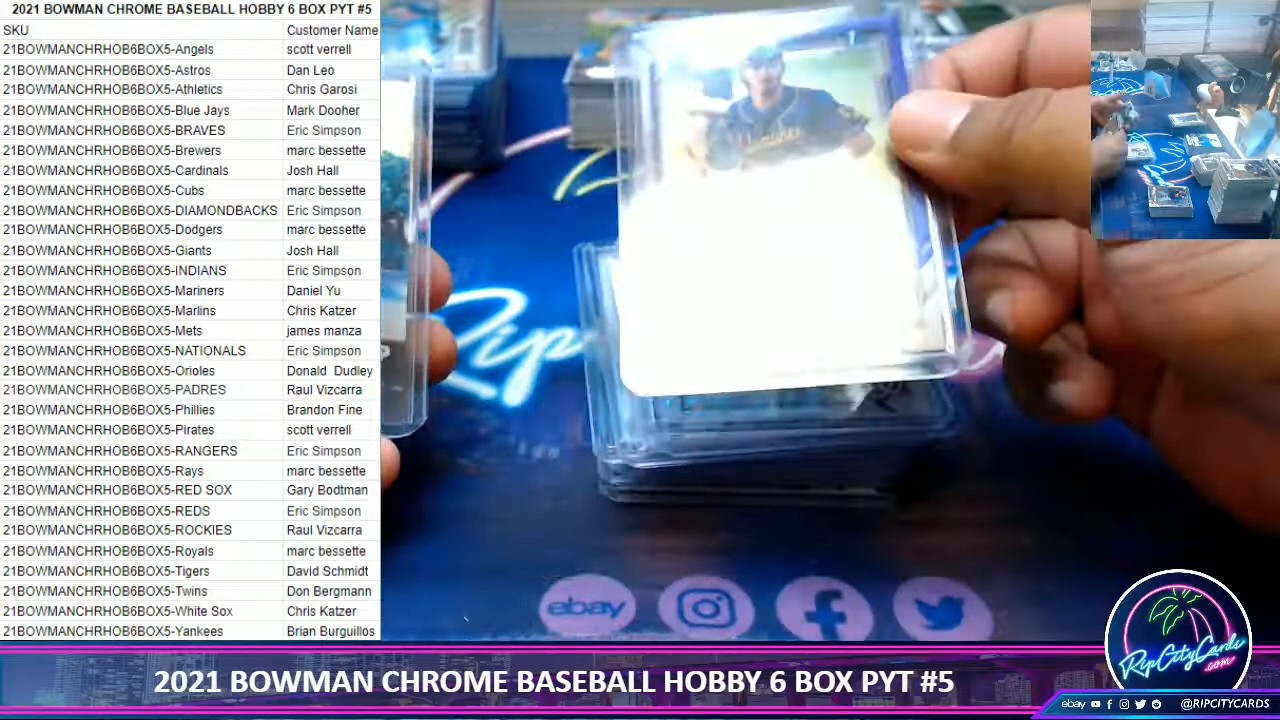 2021 BOWMAN CHROME BASEBALL HOBBY 6 BOX PYT #5
SKU Customer Name
21BOWMANCHRHOB6BOX5-Angels scott verrell
21BOWMANCHRHOB6BOX5-Astros Dan Leo
21BOWMANCHRHOB6BOX5-Athletics Chris Garosi
21BOWMANCHRHOB6BOX5-Blue Jays Mark Dooher
21BOWMANCHRHOB6BOX5-BRAVES Eric Simpson
21BOWMANCHRHOB6BOX5-Brewers marc bessette
21BOWMANCHRHOB6BOX5-Cardinals Josh Hall
21BOWMANCHRHOB6BOX5-Cubs marc bessette
21BOWMANCHRHOB6BOX5-DIAMONDBACKS Eric Simpson
21BOWMANCHRHOB6BOX5-Dodgers marc bessette
21BOWMANCHRHOB6BOX5-Giants Josh Hall
21BOWMANCHRHOB6BOX5-INDIANS Eric Simpson
21BOWMANCHRHOB6BOX5-Mariners Daniel Yu
21BOWMANCHRHOB6BOX5-Marlins Chris Katzer
21BOWMANCHRHOB6BOX5-Mets james manza
21BOWMANCHRHOB6BOX5-NATIONALS Eric Simpson
21BOWMANCHRHOB6BOX5-Orioles Donald Dudley
21BOWMANCHRHOB6BOX5-PADRES Raul Vizcarra
21BOWMANCHRHOB6BOX5-Phillies Brandon Fine
21BOWMANCHRHOB6BOX5-Pirates scott verrell
21BOWMANCHRHOB6BOX5-RANGERS Eric Simpson
21BOWMANCHRHOB6BOX5-Rays marc bessette
21BOWMANCHRHOB6BOX5-RED SOX Gary Bodtman
21BOWMANCHRHOB6BOX5-REDS Eric Simpson
21BOWMANCHRHOB6BOX5-ROCKIES Raul Vizcarra
21BOWMANCHRHOB6BOX5-Royals marc bessette
21BOWMANCHRHOB6BOX5-Tigers David Schmidt
21BOWMANCHRHOB6BOX5-Twins Don Bergmann
21BOWMANCHRHOB6BOX5-White Sox Chris Katzer
21BOWMANCHRHOB6BOX5-Yankees Brian Burguillos
Rip
ebay
RipCityCards
.com
2021 BOWMAN CHROME BASEBALL HOBBY 6 BOX PYT #5
ebay @RIPCITYCARDS